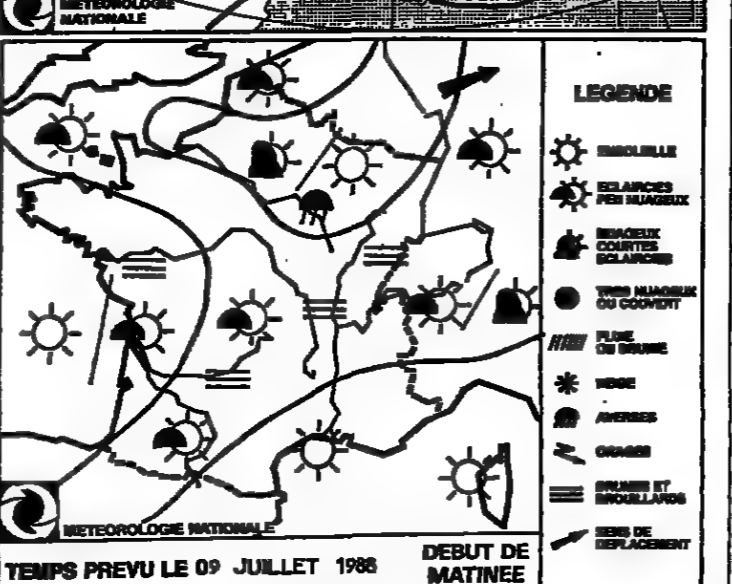 METEOROLOGIE
NATIONALE
LEGENDE
ENSOLEILLE
ECLAIRCIES
PEU NUAGEUX
NUAGEUX
COURTES
ECLAIRCIES
TRES NUAGEUX
OU COUVERT
PLUIE
OU BRUINE
NEIGE
AVERSES
ORAGES
BRUMES ET
BROUILLARDS
SENS DE
DEPLACEMENT
METEOROLOGIE NATIONALE
TEMPS PREVU LE 09 JUILLET 1988
DEBUT DE
MATINEE